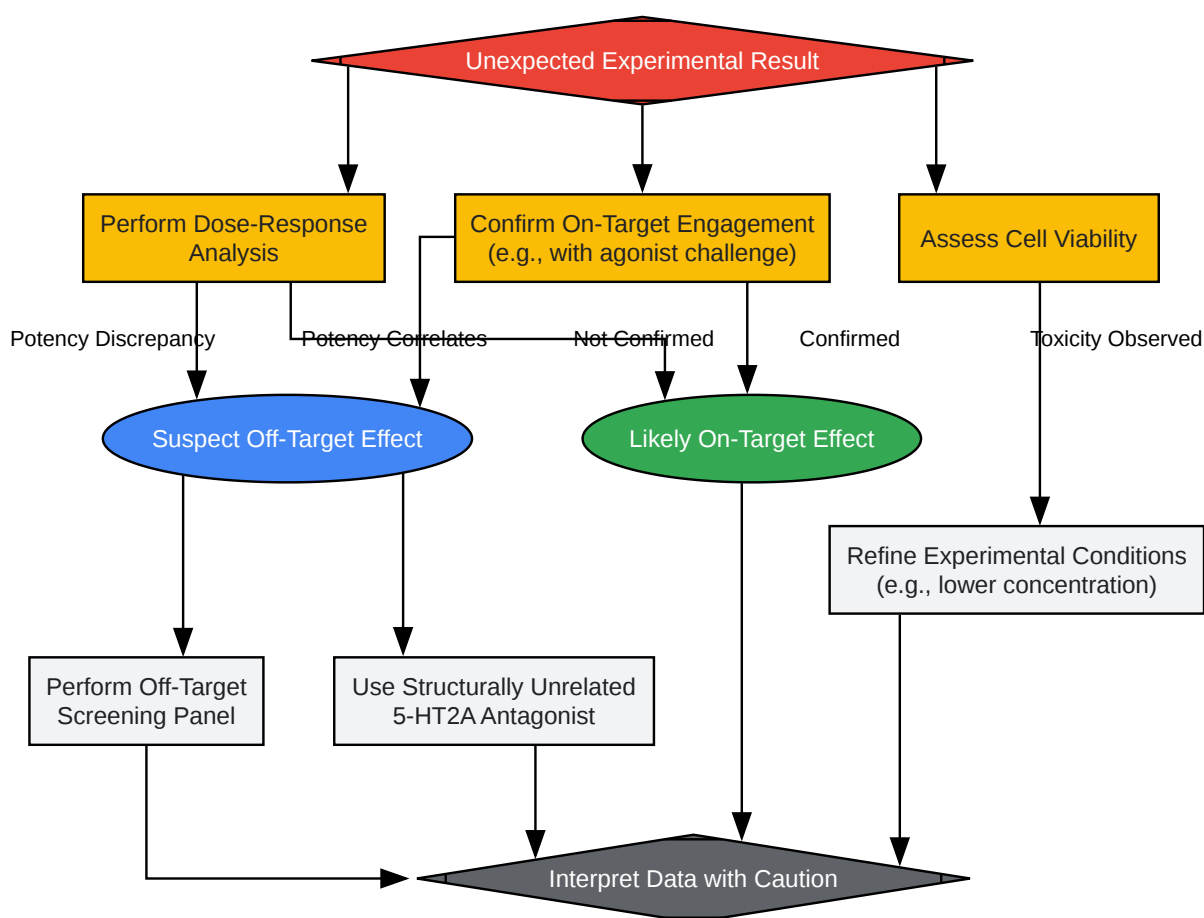 Unexpected Experimental Result
Perform Dose-Response
Analysis
Confirm On-Target Engagement
(e.g., with agonist challenge)
Assess Cell Viability
Potency Discrepancy
Potency Correlates
Not Confirmed
Confirmed
Toxicity Observed
Suspect Off-Target Effect
Likely On-Target Effect
Refine Experimental Conditions
(e.g., lower concentration)
Perform Off-Target
Screening Panel
Use Structurally Unrelated
5-HT2A Antagonist
Interpret Data with Caution